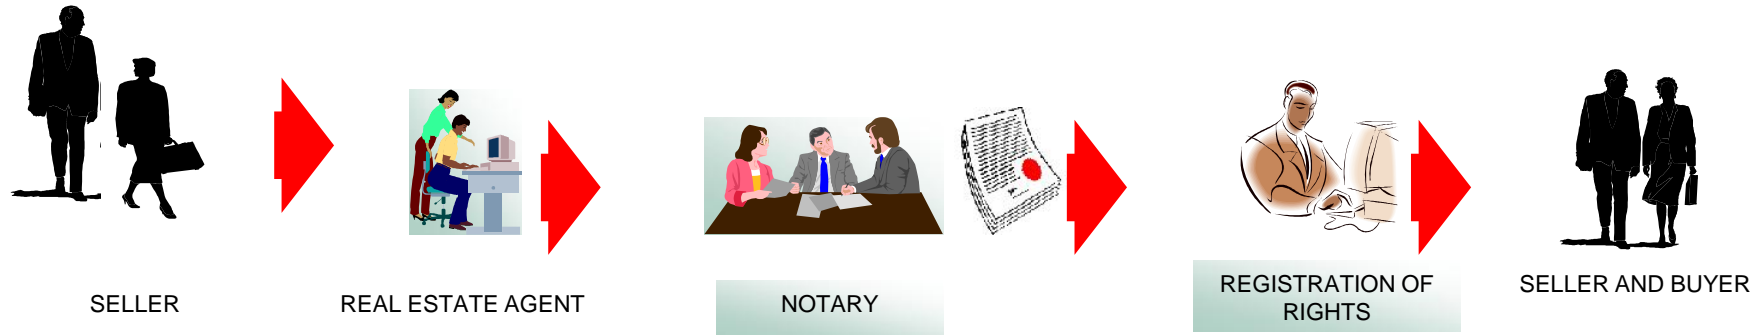 SELLER
REAL ESTATE AGENT
NOTARY
REGISTRATION OF
RIGHTS
SELLER AND BUYER